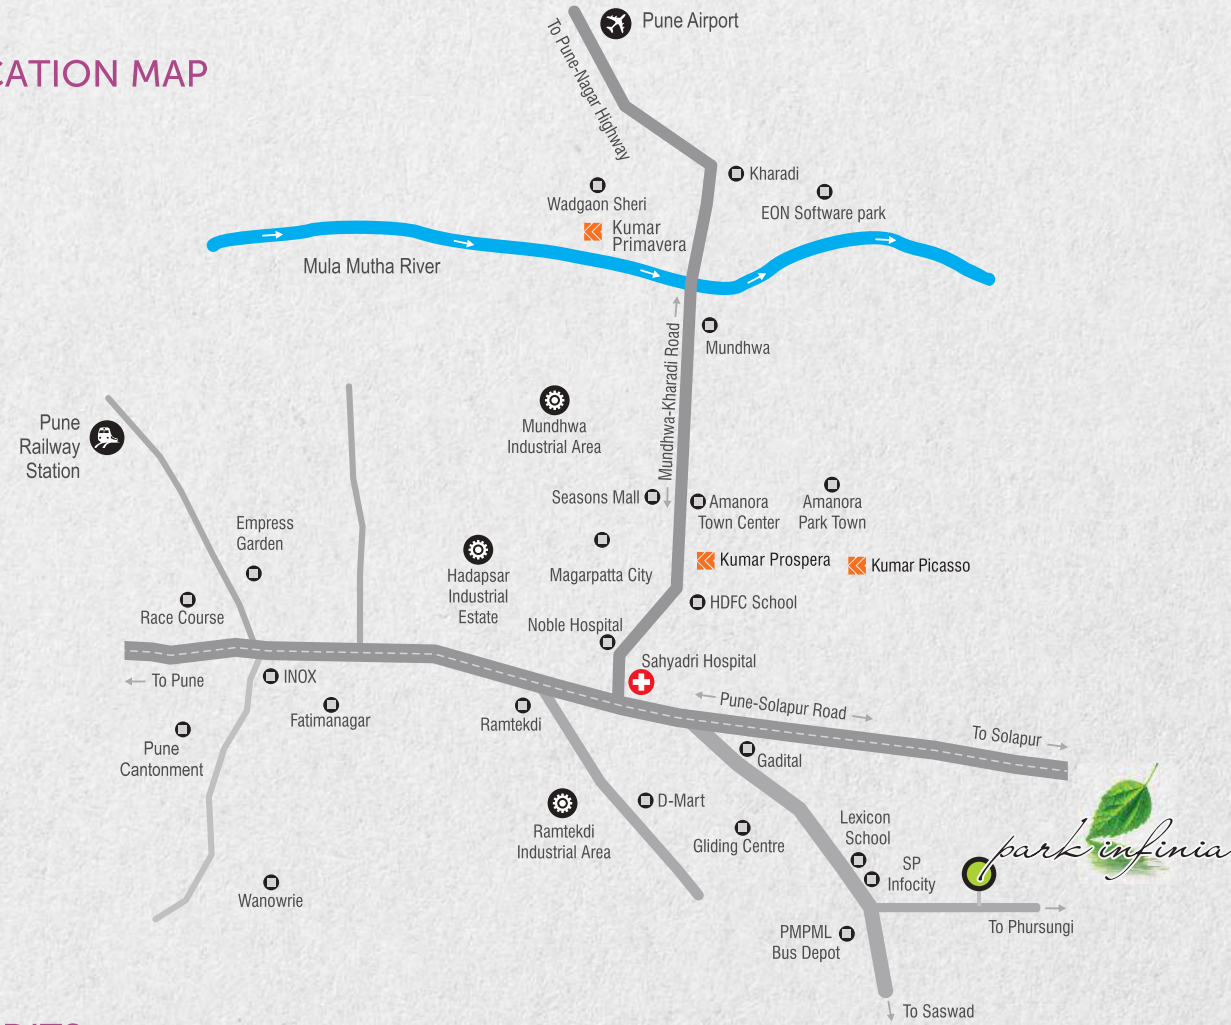 CATION MAP
Pune Airport
To Pune-Nagar Highway
Kharadi
Wadgaon Sheri
EON Software park
Kumar
Primavera
Mula Mutha River
Mundhwa
Mundhwa-Kharadi Road
Pune
Railway
Station
Mundhwa
Industrial Area
Seasons Mall
Amanora
Town Center
Amanora
Park Town
Empress
Garden
Hadapsar
Industrial
Estate
Magarpatta City
Kumar Prospera
Kumar Picasso
Race Course
HDFC School
Noble Hospital
Sahyadri Hospital
To Pune
INOX
Fatimanagar
Ramtekdi
Pune-Solapur Road
To Solapur
Pune
Cantonment
Gadital
D-Mart
Ramtekdi
Industrial Area
Gliding Centre
Lexicon
School
SP
Infocity
park infinia
Wanowrie
To Phursungi
PMPML
Bus Depot
To Saswad